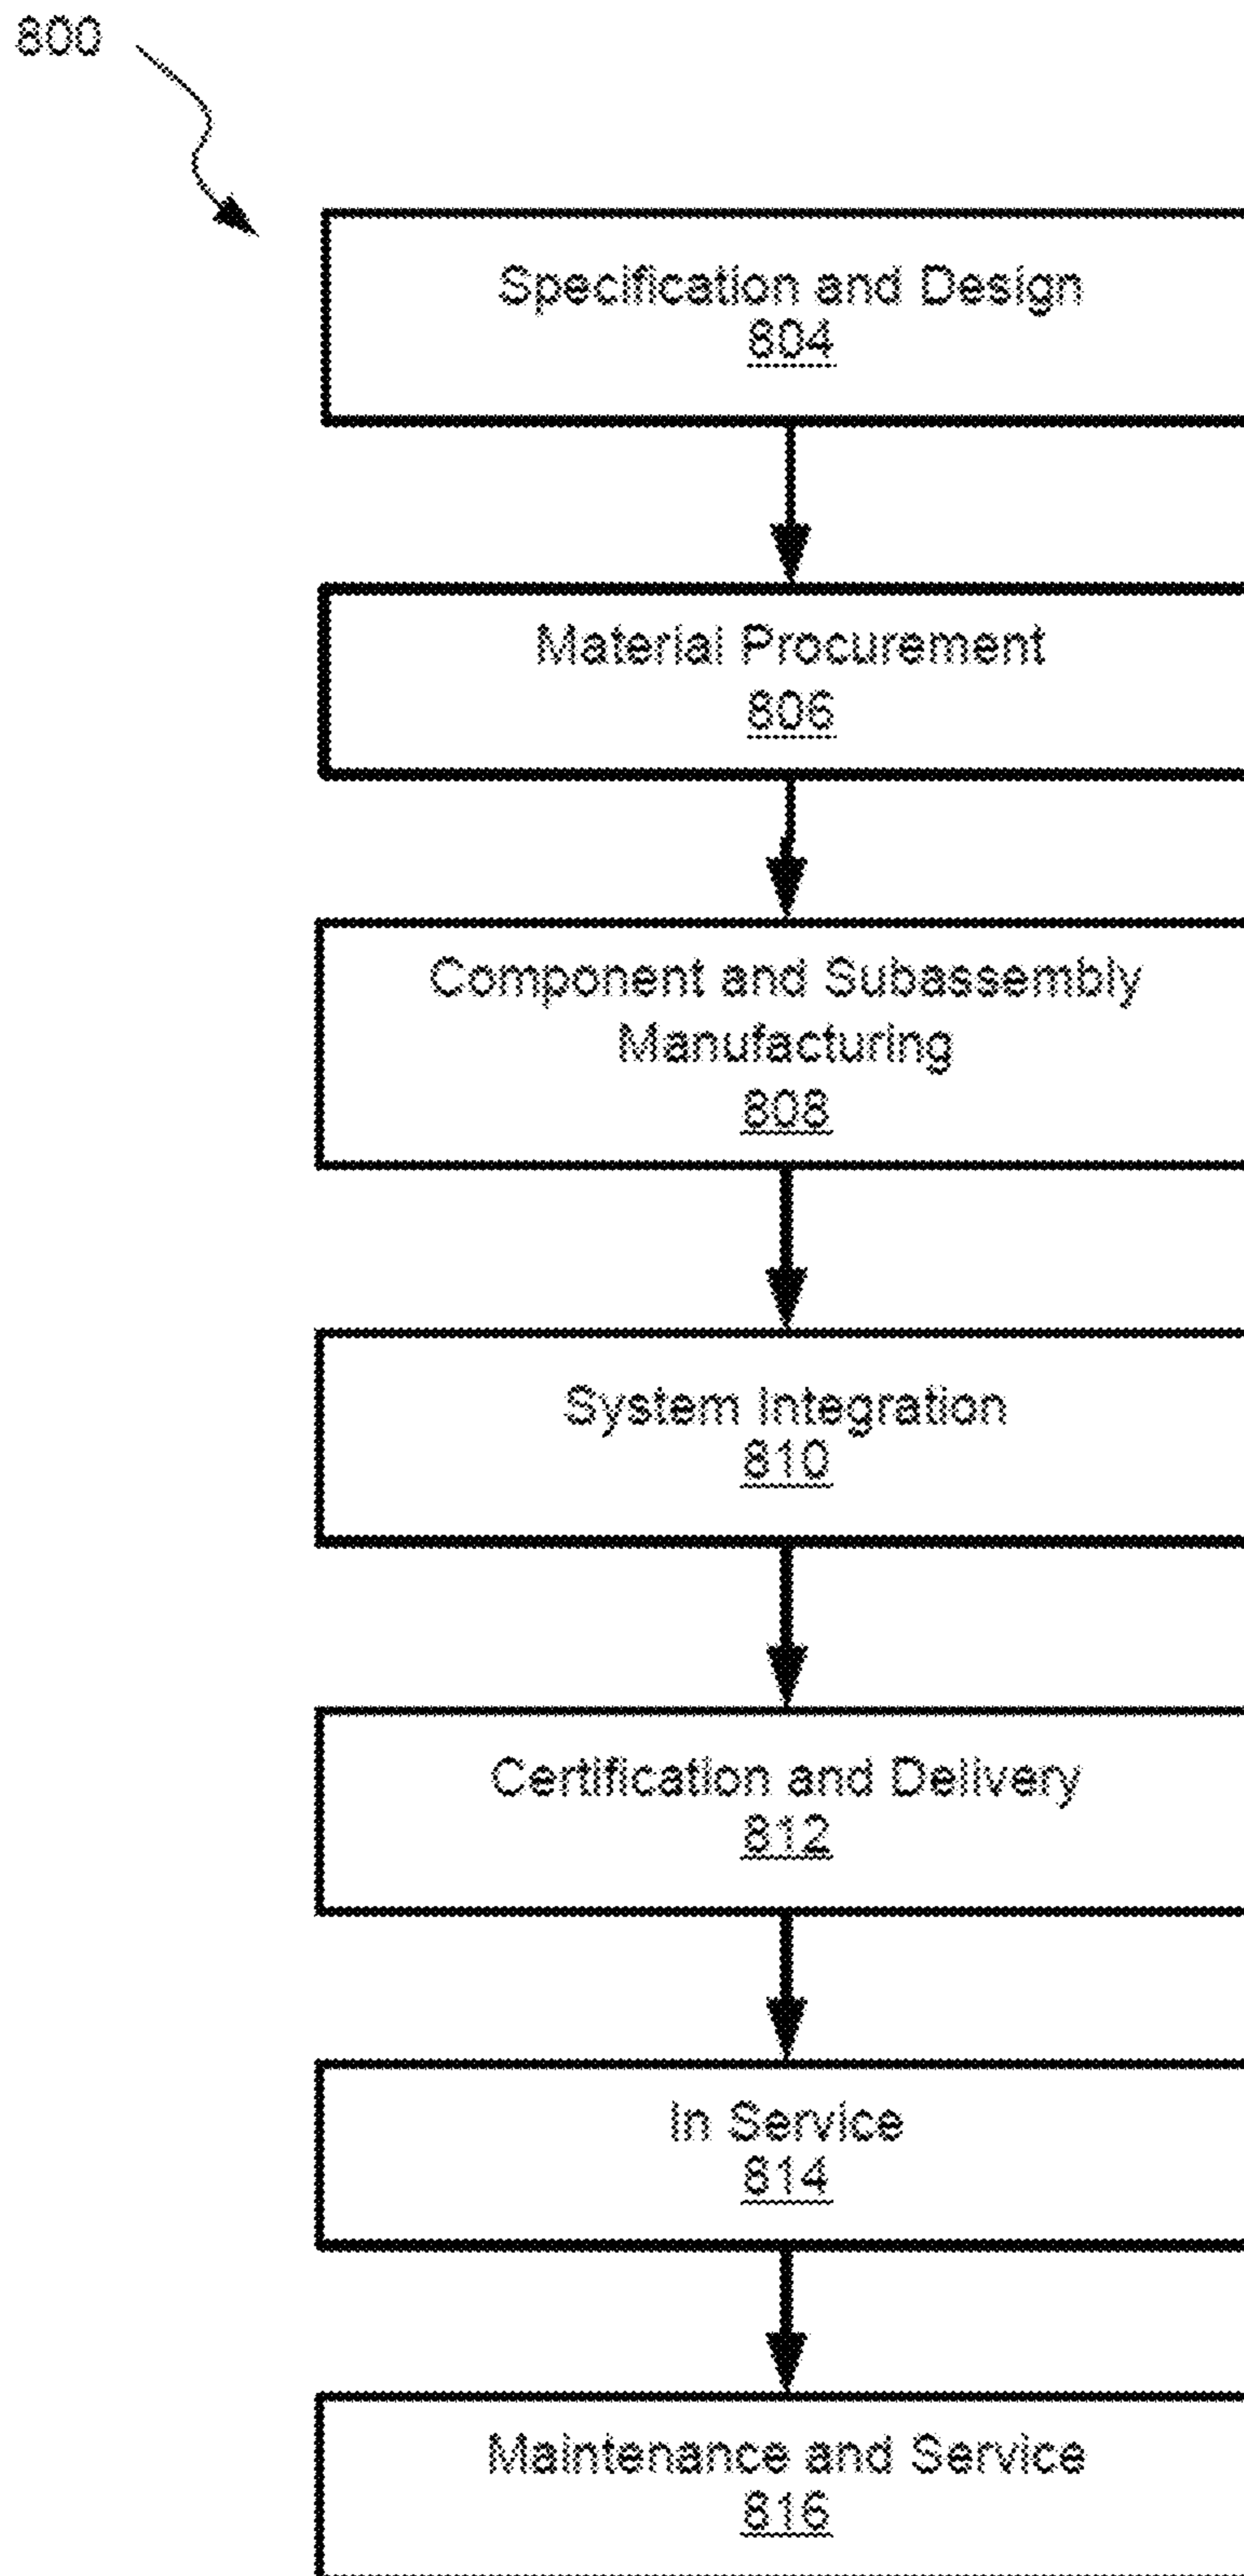 800
Specification and Design
804
Material Procurement
806
Component and Subassembly
Manufacturing
808
System Integration
810
Certification and Delivery
812
In Service
814
Maintenance and Service
816